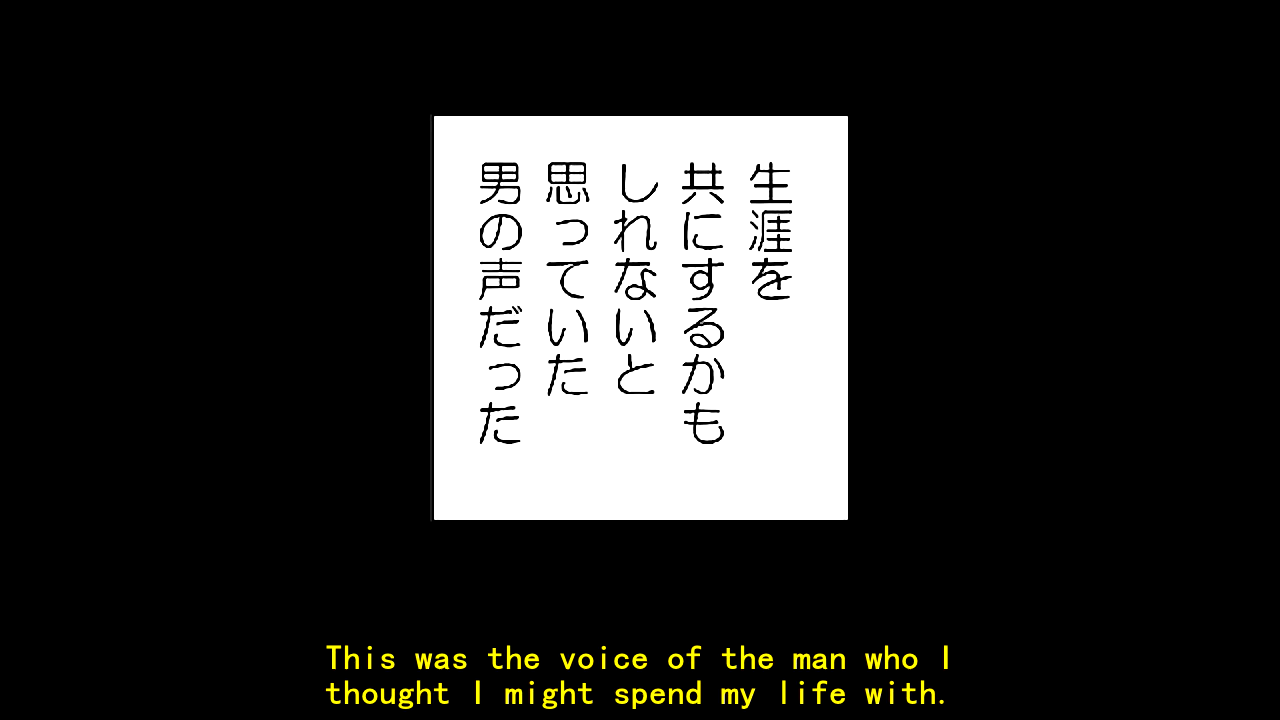 生涯を
共にするかも
しれないと
思っていた
男の声だった
This was the voice of the man who I
thought I might spend my life with.